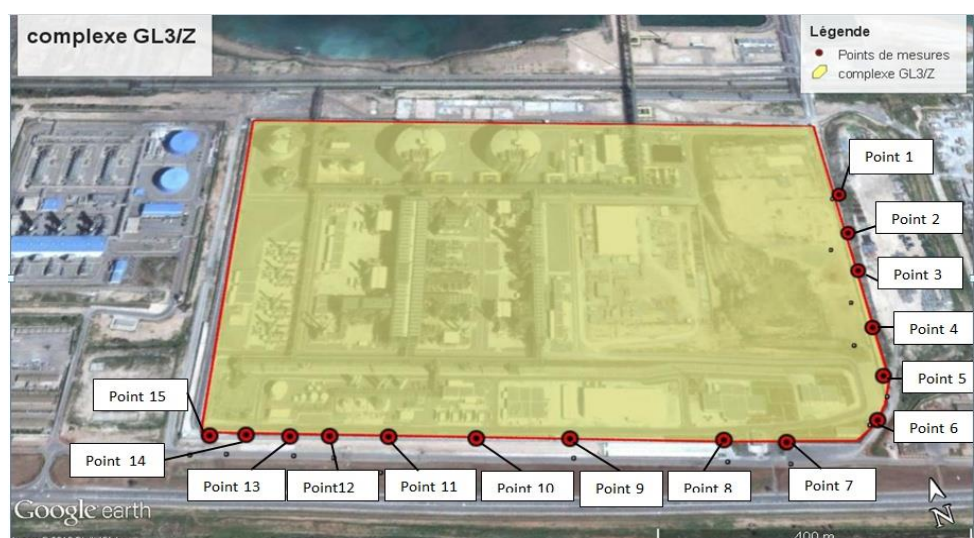 complexe GL3/Z
Légende
Points de mesures
complexe GL3/Z
Point 1
Point 2
Point 3
Point 4
Point 5
Point 6
Point 15
Point 14
Point 13
Point12
Point 11
Point 10
Point 9
Point 8
Point 7
Google earth
N
400 m